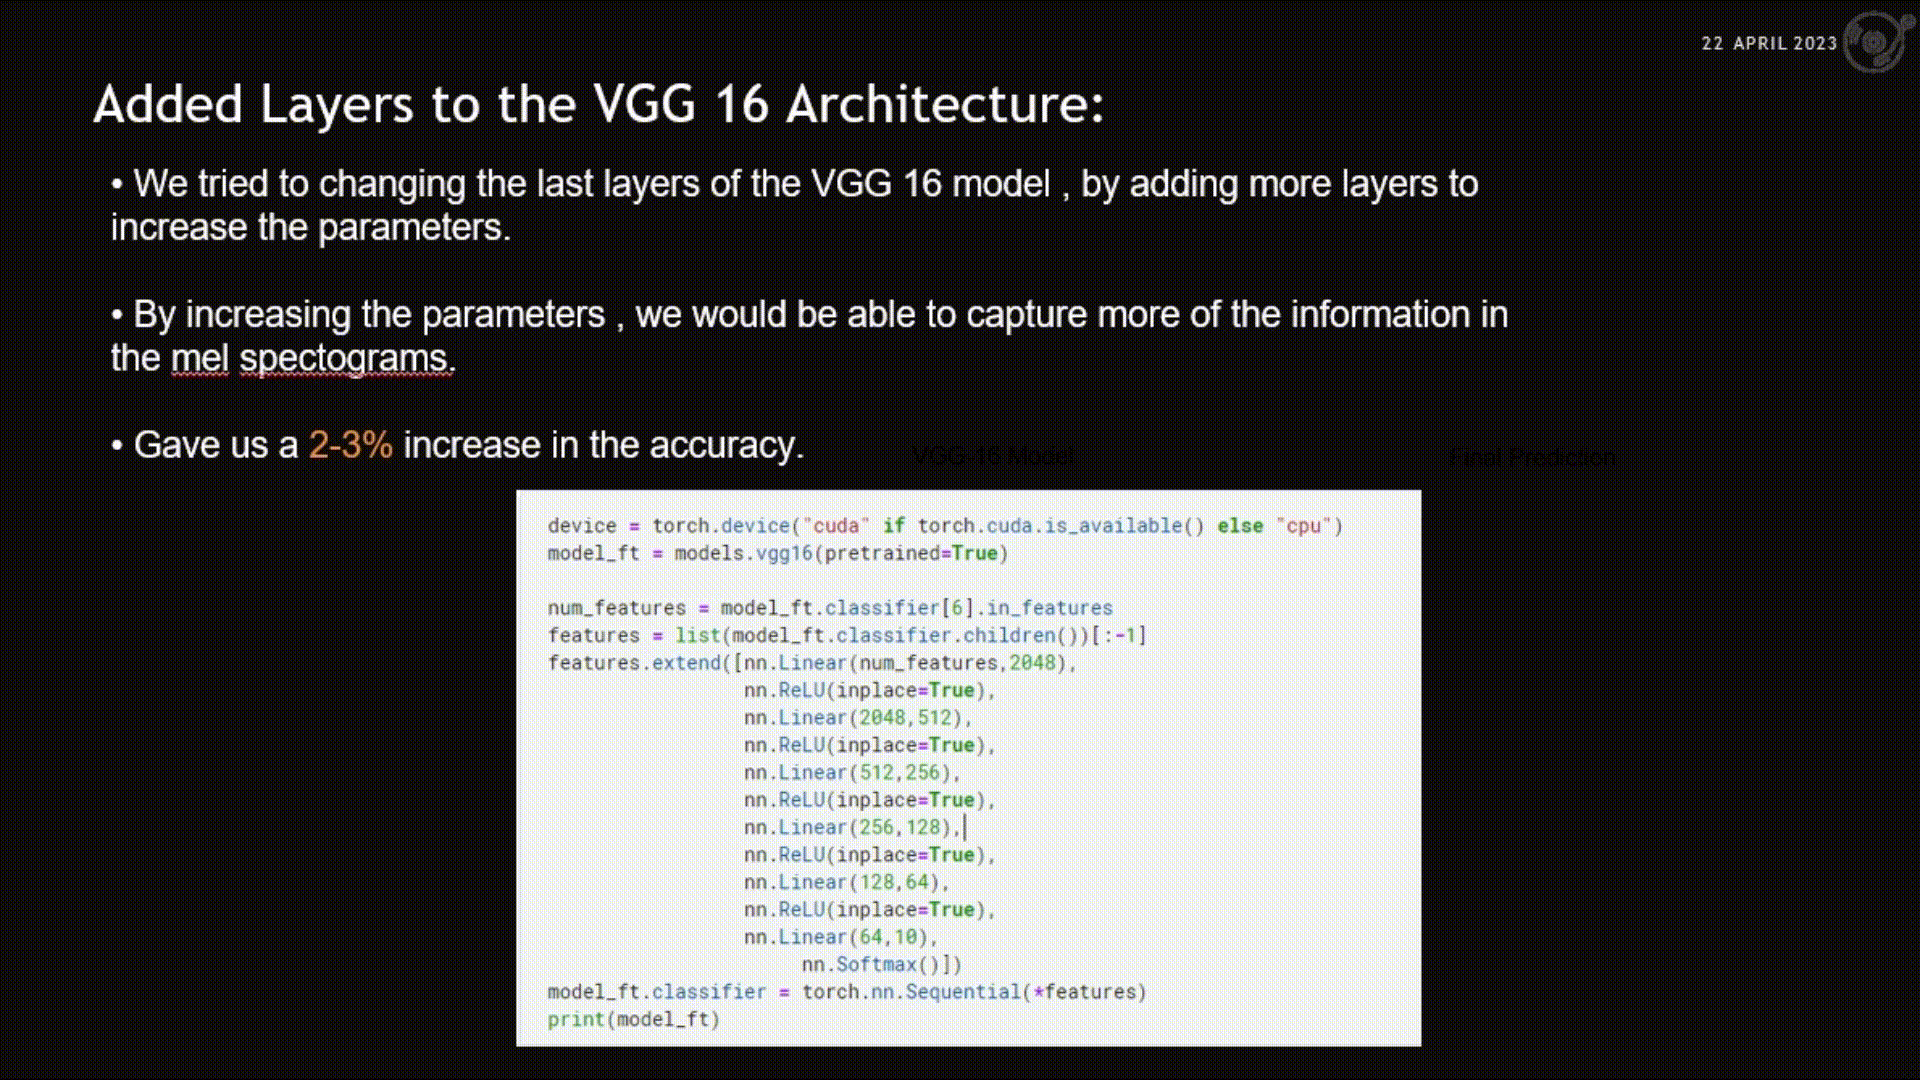 22 APRIL 2023
Added Layers to the VGG 16 Architecture:
• We tried to changing the last layers of the VGG 16 model , by adding more layers to
increase the parameters.
• By increasing the parameters , we would be able to capture more of the information in
the mel spectograms.
• Gave us a 2-3% increase in the accuracy.
VGG-16 Model
Final Prediction
device = torch.device("cuda" if torch.cuda.is_available() else "cpu")
model_ft = models.vgg16(pretrained=True)
num_features = model_ft.classifier[6].in_features
features = list(model_ft.classifier.children())[:-1]
features.extend([nn.Linear(num_features,2048),
nn.ReLU(inplace=True),
nn.Linear(2048,512),
nn.ReLU(inplace=True),
nn.Linear(512,256),
nn.ReLU(inplace=True),
nn.Linear(256,128),
nn.ReLU(inplace=True),
nn.Linear(128,64),
nn.ReLU(inplace=True),
nn.Linear(64,10),
nn.Softmax()])
model_ft.classifier = torch.nn.Sequential(*features)
print(model_ft)